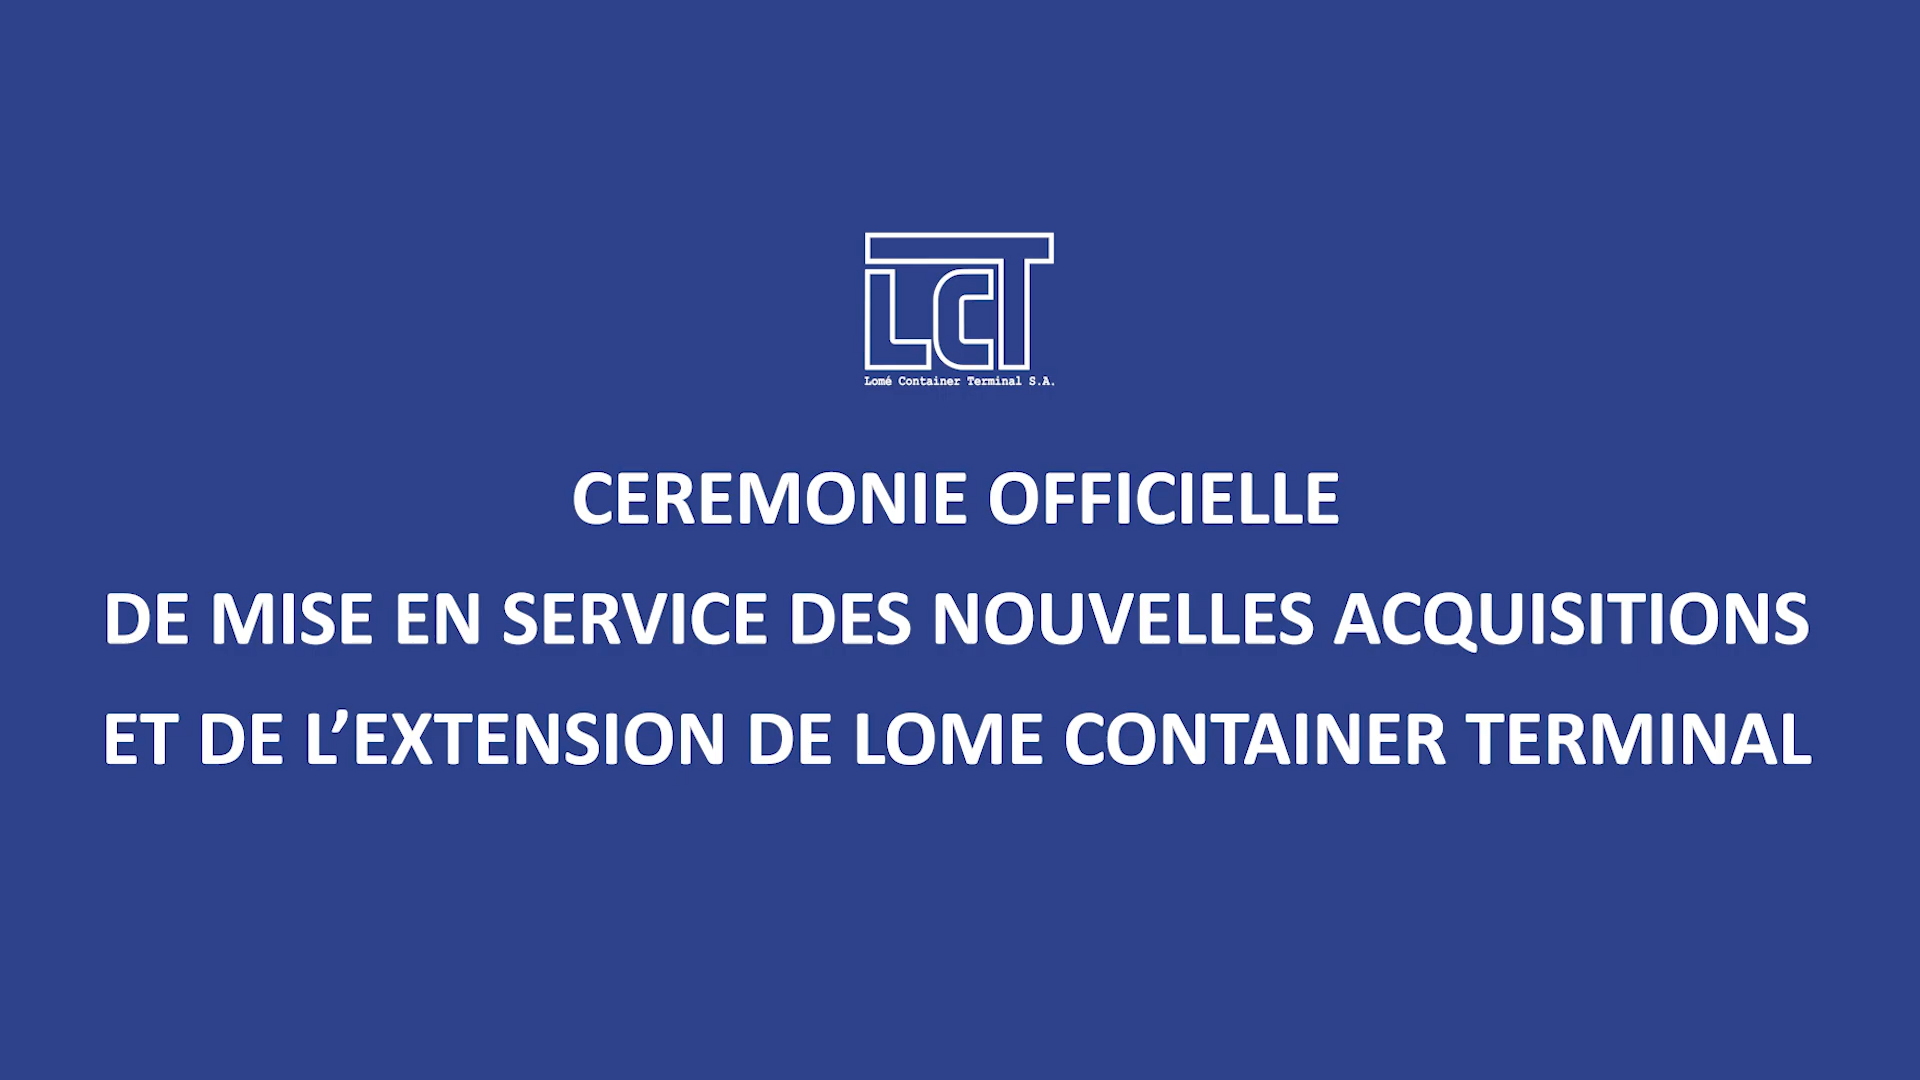 LCT
Lomé Container Terminal S.A.
CEREMONIE OFFICIELLE
DE MISE EN SERVICE DES NOUVELLES ACQUISITIONS
ET DE L’EXTENSION DE LOME CONTAINER TERMINAL